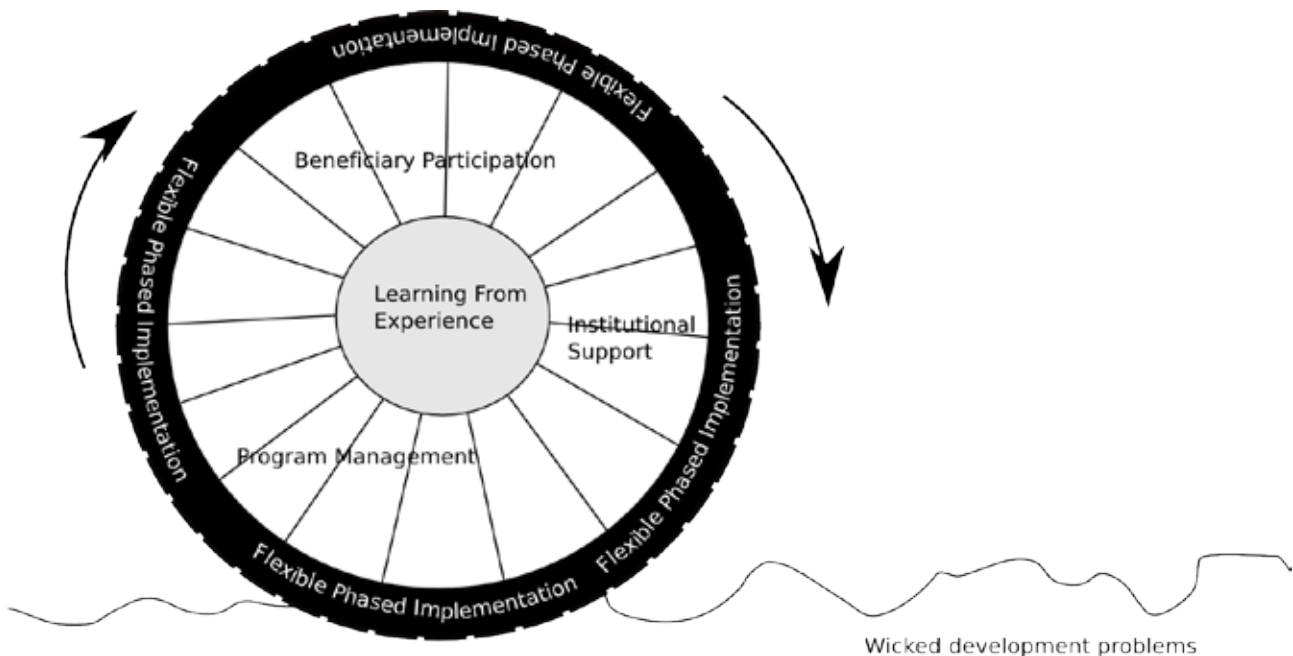 Flexible Phased Implementation
Flexible Phased Implementation
Beneficiary Participation
Learning From
Experience
Institutional
Support
Flexible Phased Implementation
Program Management
Flexible Phased Implementation
Wicked development problems